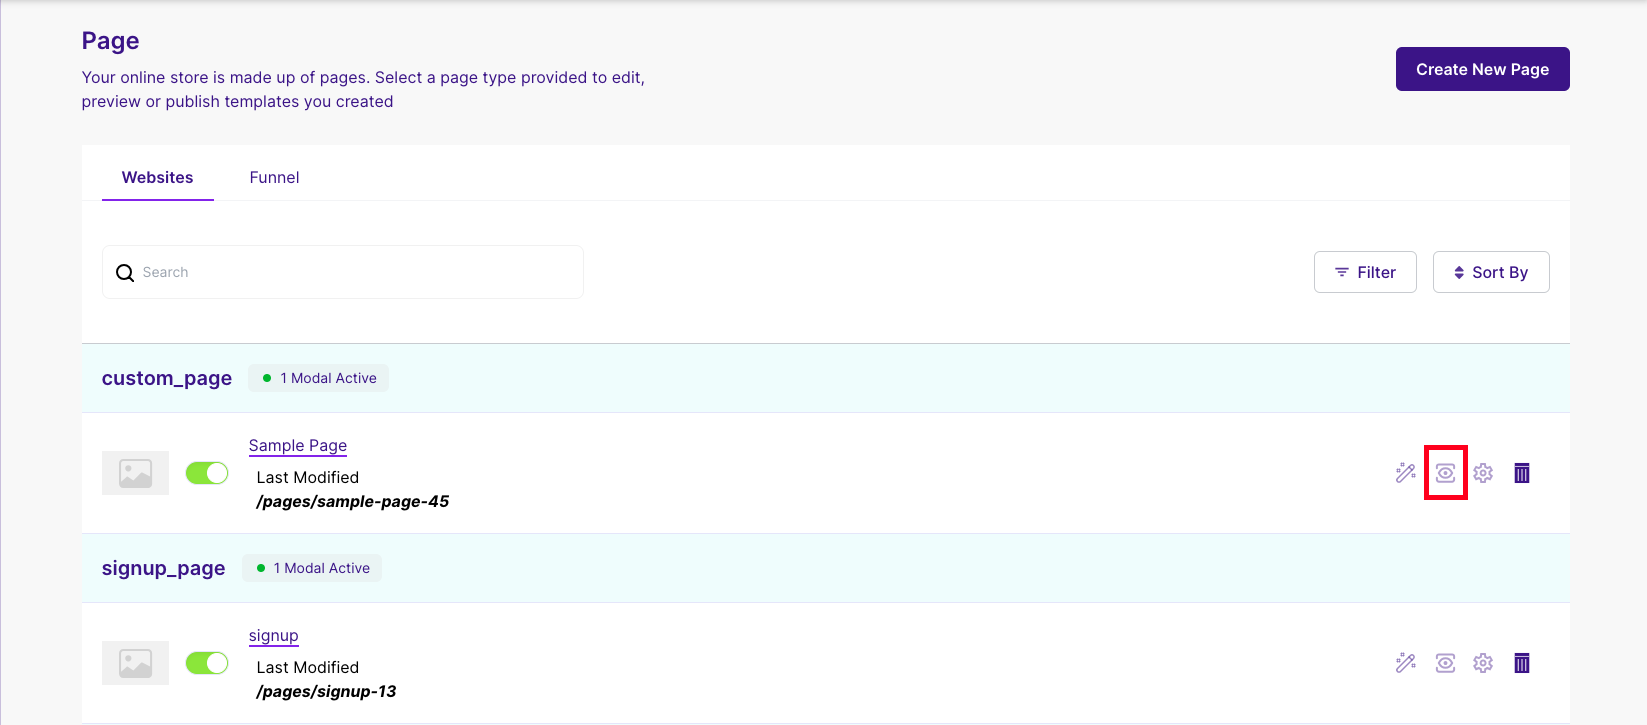 Page
Your online store is made up of pages. Select a page type provided to edit,
preview or publish templates you created
Create New Page
Websites
Funnel
Search
Filter
Sort By
custom_page
1 Modal Active
Sample Page
Last Modified
/pages/sample-page-45
signup_page
1 Modal Active
signup
Last Modified
/pages/signup-13